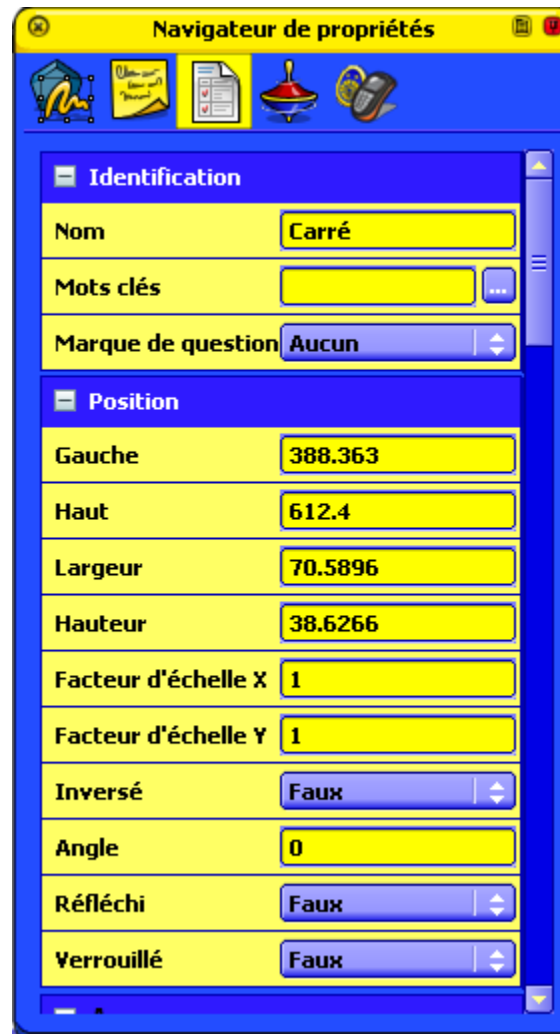 Navigateur de propriétés
Identification
Nom Carré
Mots clés ...
Marque de question Aucun
Position
Gauche 388.363
Haut 612.4
Largeur 70.5896
Hauteur 38.6266
Facteur d'échelle X 1
Facteur d'échelle Y 1
Inversé Faux
Angle 0
Réfléchi Faux
Verrouillé Faux